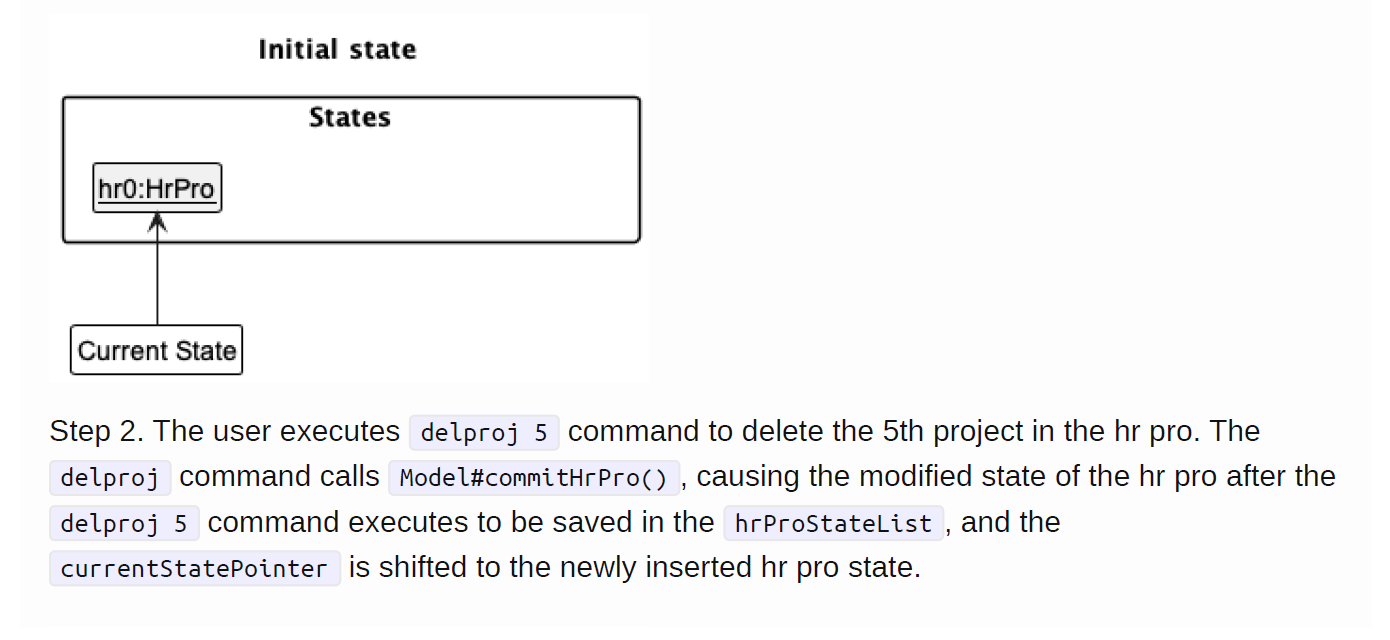 Initial state
States
hr0:HrPro
Current State
Step 2. The user executes delproj 5 command to delete the 5th project in the hr pro. The
delproj command calls Model#commitHrPro(), causing the modified state of the hr pro after the
delproj 5 command executes to be saved in the hrProStateList, and the
currentStatePointer is shifted to the newly inserted hr pro state.